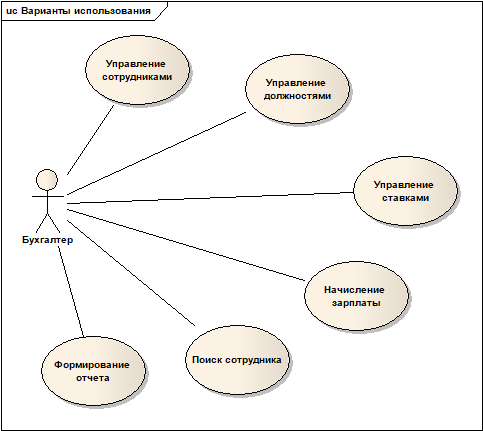 uc Варианты использования
Управление
сотрудниками
Управление
должностями
Управление
ставками
Бухгалтер
Начисление
зарплаты
Поиск сотрудника
Формирование
отчета